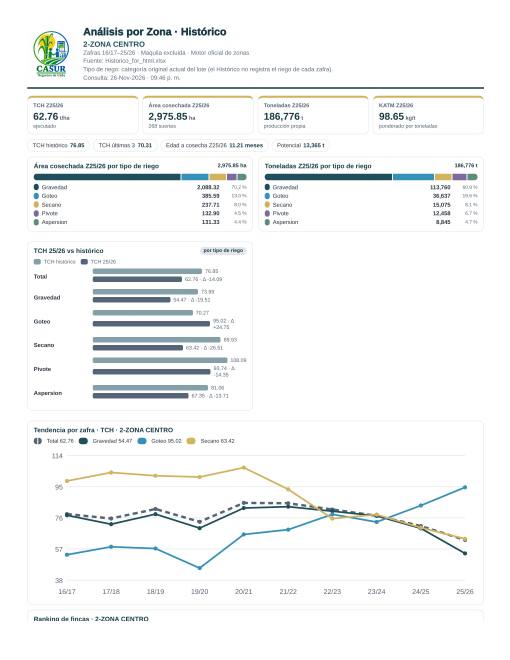 Análisis por Zona · Histórico
2-ZONA CENTRO
Zafras 16/17–25/26 · Maquila excluida · Motor oficial de zonas
Fuente: Historico_for_html.xlsx
Tipo de riego: categoría original actual del lote (el Histórico no registra el riego de cada zafra).
Consulta: 26-Nov-2026 · 09:46 p. m.
CASUR
TCH Z25/26
62.76 t/ha
ejecutado
Área cosechada Z25/26
2,975.85 ha
268 suertes
Toneladas Z25/26
186,776 t
producción propia
KATM Z25/26
98.65 kg/t
ponderado por toneladas
TCH histórico 76.85
TCH últimas 3 70.31
Edad a cosecha Z25/26 11.21 meses
Potencial 13,365 t
Área cosechada Z25/26 por tipo de riego 2,975.85 ha
Gravedad 2,088.32 70.2 %
Goteo 385.59 13.0 %
Secano 237.71 8.0 %
Pivote 132.90 4.5 %
Aspersion 131.33 4.4 %
Toneladas Z25/26 por tipo de riego 186,776 t
Gravedad 113,760 60.9 %
Goteo 36,637 19.6 %
Secano 15,075 8.1 %
Pivote 12,458 6.7 %
Aspersion 8,845 4.7 %
TCH 25/26 vs histórico por tipo de riego
TCH histórico TCH 25/26
Total 76.85
62.76 · Δ -14.09
Gravedad 73.98
54.47 · Δ -19.51
Goteo 70.27
95.02 · Δ
+24.75
Secano 89.93
63.42 · Δ -26.51
Pivote 108.09
93.74 · Δ
-14.35
Aspersion 81.06
67.35 · Δ -13.71
Tendencia por zafra · TCH · 2-ZONA CENTRO
Total 62.76 Gravedad 54.47 Goteo 95.02 Secano 63.42
114
95
76
57
38
16/17 17/18 18/19 19/20 20/21 21/22 22/23 23/24 24/25 25/26
Ranking de fincas · 2-ZONA CENTRO